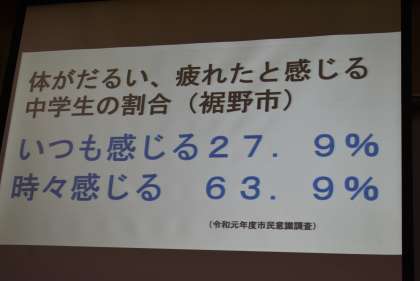 体がだるい、疲れたと感じる
中学生の割合（裾野市）
いつも感じる２７．９％
時々感じる　６３．９％
（令和元年度市民意識調査）